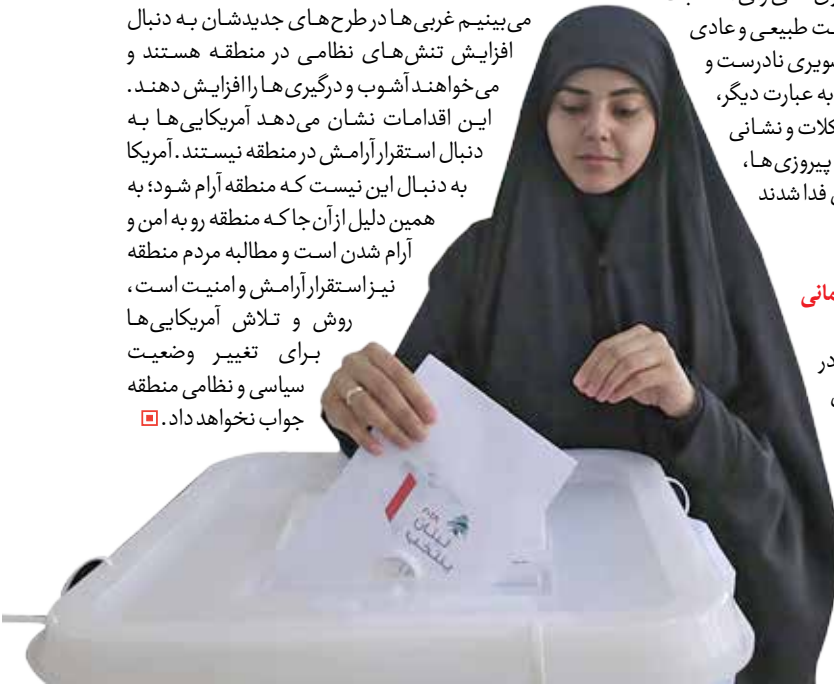 طبیعی و عادی
نادرست و
به عبارت دیگر،
و نشانی
پیروزی‌ها،
فدا شدند
در
می‌بینیم غربی‌ها در طرح‌های جدیدشان به دنبال
افزایش تنش‌های نظامی در منطقه هستند و
می‌خواهند آشوب و درگیری‌ها را افزایش دهند.
این اقدامات نشان می‌دهد آمریکایی‌ها به
دنبال استقرار آرامش در منطقه نیستند. آمریکا
به دنبال این نیست که منطقه آرام شود؛ به
همین دلیل از آن‌جا که منطقه رو به امن و
آرام شدن است و مطالبه مردم منطقه
نیز استقرار آرامش و امنیت است،
روش و تلاش آمریکایی‌ها
برای تغییر وضعیت
سیاسی و نظامی منطقه
جواب نخواهد داد.
لبنان
ينتخب